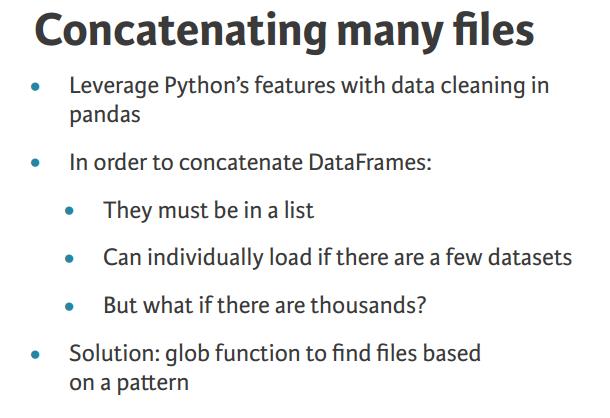 Concatenating many files
• Leverage Python's features with data cleaning in
pandas
• In order to concatenate DataFrames:
• They must be in a list
• Can individually load if there are a few datasets
• But what if there are thousands?
• Solution: glob function to find files based
on a pattern